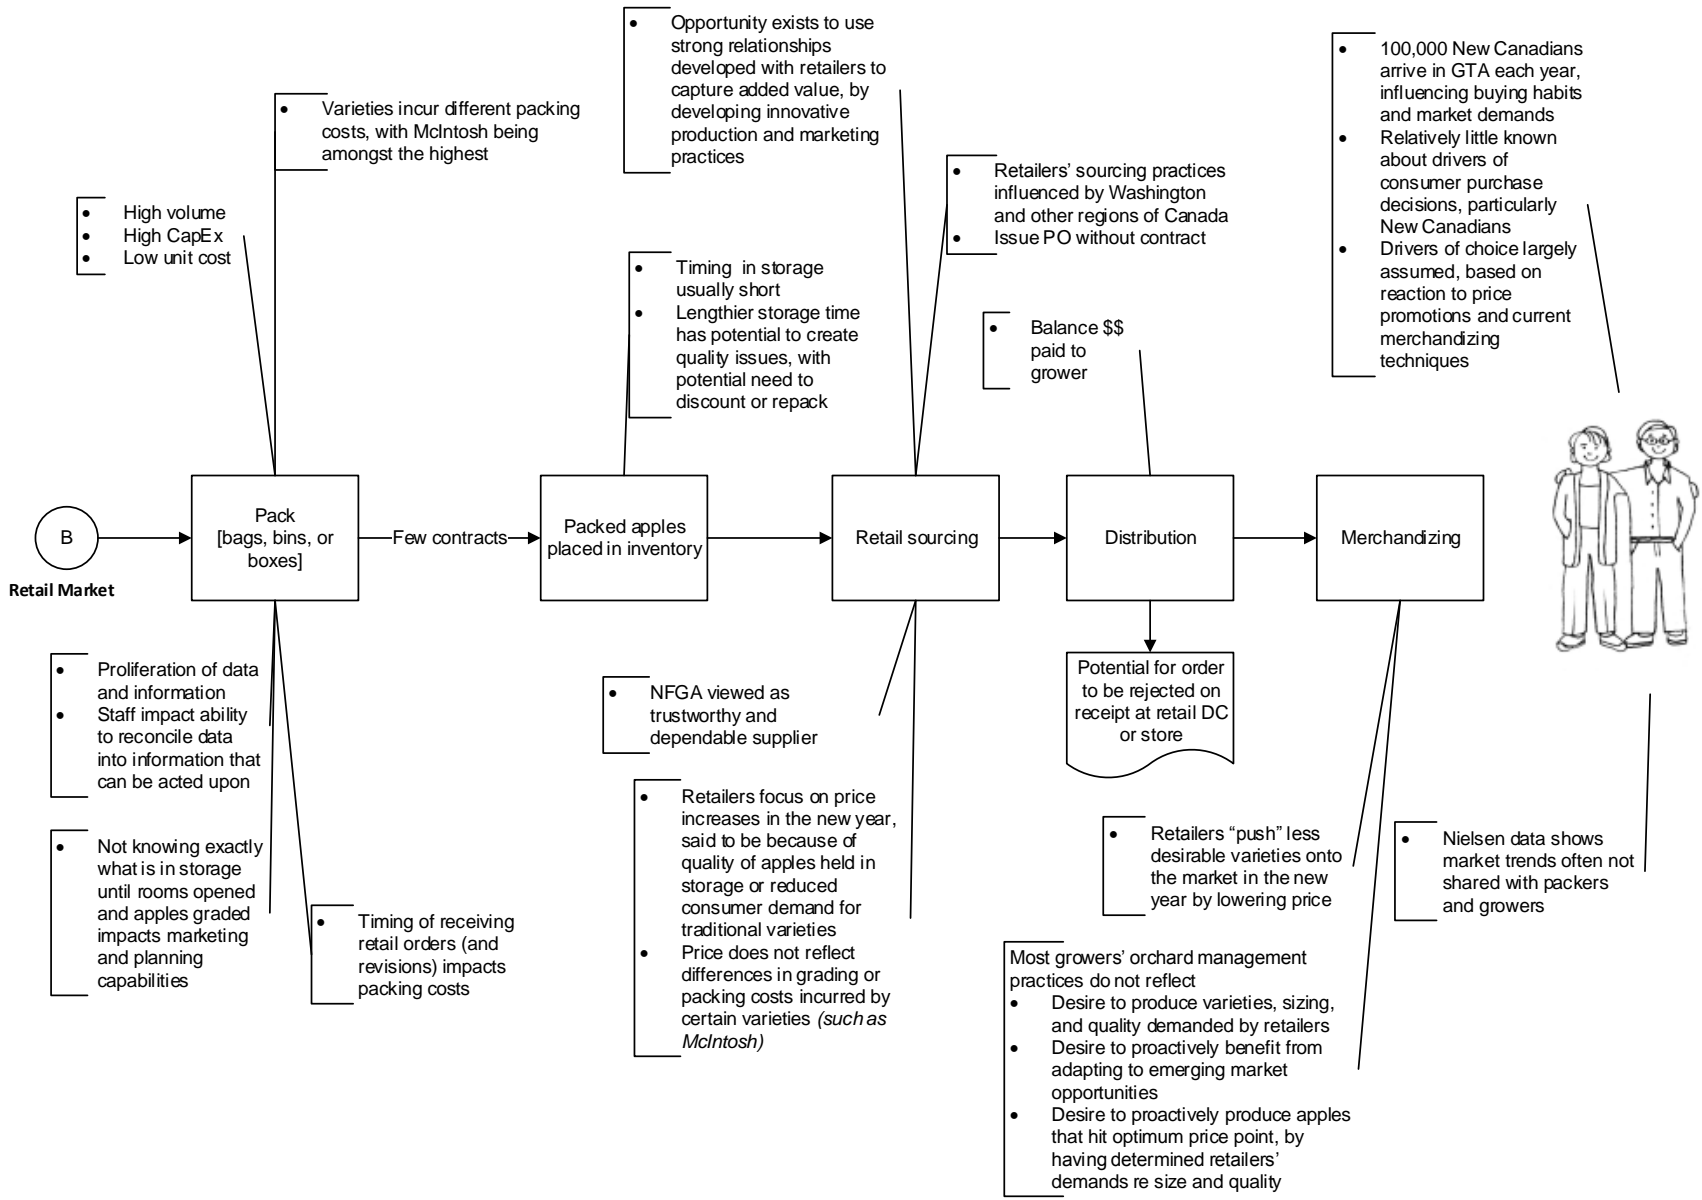 • Opportunity exists to use
strong relationships
developed with retailers to
capture added value, by
developing innovative
production and marketing
practices
• 100,000 New Canadians
arrive in GTA each year,
influencing buying habits
and market demands
• Relatively little known
about drivers of
consumer purchase
decisions, particularly
New Canadians
• Drivers of choice largely
assumed, based on
reaction to price
promotions and current
merchandizing
techniques
• Varieties incur different packing
costs, with McIntosh being
amongst the highest
• High volume
• High CapEx
• Low unit cost
• Retailers’ sourcing practices
influenced by Washington
and other regions of Canada
• Issue PO without contract
• Timing in storage
usually short
• Lengthier storage time
has potential to create
quality issues, with
potential need to
discount or repack
• Balance $$
paid to
grower
B
Retail Market
Pack
[bags, bins, or
boxes]
Few contracts
Packed apples
placed in inventory
Retail sourcing
Distribution
Merchandizing
• Proliferation of data
and information
• Staff impact ability
to reconcile data
into information that
can be acted upon
• Not knowing exactly
what is in storage
until rooms opened
and apples graded
impacts marketing
and planning
capabilities
• Timing of receiving
retail orders (and
revisions) impacts
packing costs
• NFGA viewed as
trustworthy and
dependable supplier
• Retailers focus on price
increases in the new year,
said to be because of
quality of apples held in
storage or reduced
consumer demand for
traditional varieties
• Price does not reflect
differences in grading or
packing costs incurred by
certain varieties (such as
McIntosh)
Potential for order
to be rejected on
receipt at retail DC
or store
• Retailers “push” less
desirable varieties onto
the market in the new
year by lowering price
• Nielsen data shows
market trends often not
shared with packers
and growers
Most growers’ orchard management
practices do not reflect
• Desire to produce varieties, sizing,
and quality demanded by retailers
• Desire to proactively benefit from
adapting to emerging market
opportunities
• Desire to proactively produce apples
that hit optimum price point, by
having determined retailers’
demands re size and quality